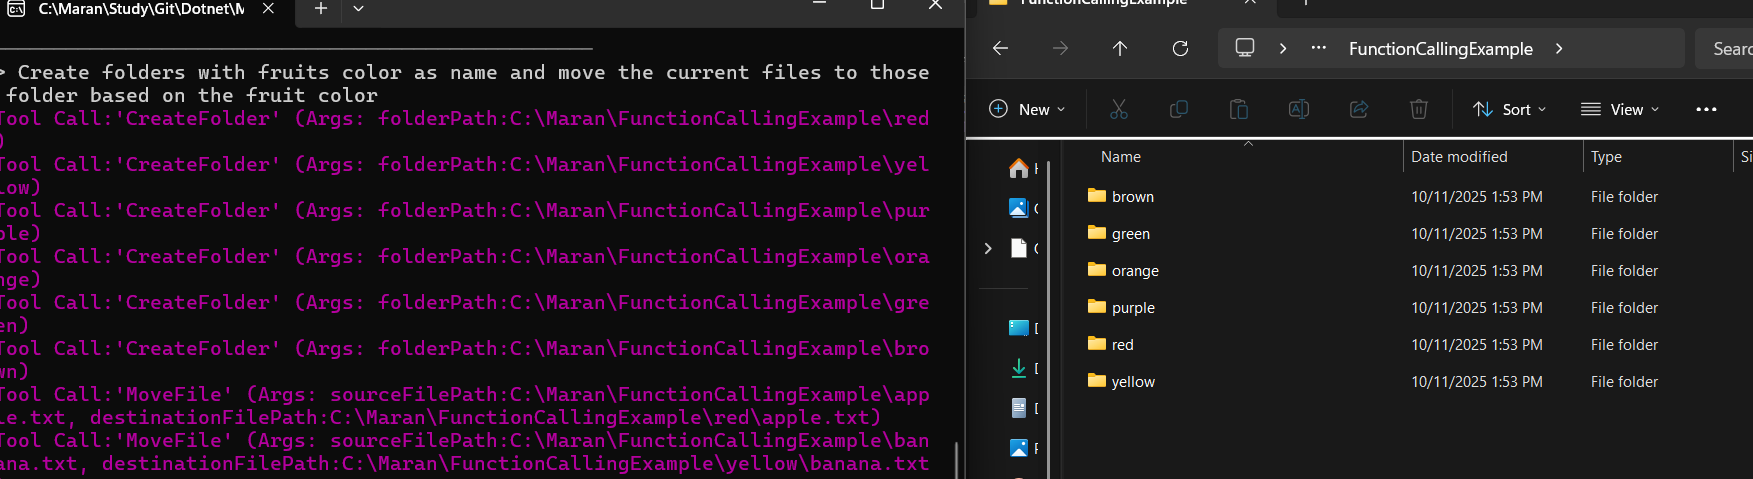 C:\Maran\Study\Git\Dotnet\M
> Create folders with fruits color as name and move the current files to those
folder based on the fruit color
Tool Call:'CreateFolder' (Args: folderPath:C:\Maran\FunctionCallingExample\red
)
Tool Call:'CreateFolder' (Args: folderPath:C:\Maran\FunctionCallingExample\yel
low)
Tool Call:'CreateFolder' (Args: folderPath:C:\Maran\FunctionCallingExample\pur
ple)
Tool Call:'CreateFolder' (Args: folderPath:C:\Maran\FunctionCallingExample\ora
nge)
Tool Call:'CreateFolder' (Args: folderPath:C:\Maran\FunctionCallingExample\gre
en)
Tool Call:'CreateFolder' (Args: folderPath:C:\Maran\FunctionCallingExample\bro
wn)
Tool Call:'MoveFile' (Args: sourceFilePath:C:\Maran\FunctionCallingExample\app
le.txt, destinationFilePath:C:\Maran\FunctionCallingExample\red\apple.txt)
Tool Call:'MoveFile' (Args: sourceFilePath:C:\Maran\FunctionCallingExample\ban
ana.txt, destinationFilePath:C:\Maran\FunctionCallingExample\yellow\banana.txt
FunctionCallingExample
FunctionCallingExample Searc
New Sort View
Name Date modified Type Si
brown 10/11/2025 1:53 PM File folder
green 10/11/2025 1:53 PM File folder
orange 10/11/2025 1:53 PM File folder
purple 10/11/2025 1:53 PM File folder
red 10/11/2025 1:53 PM File folder
yellow 10/11/2025 1:53 PM File folder